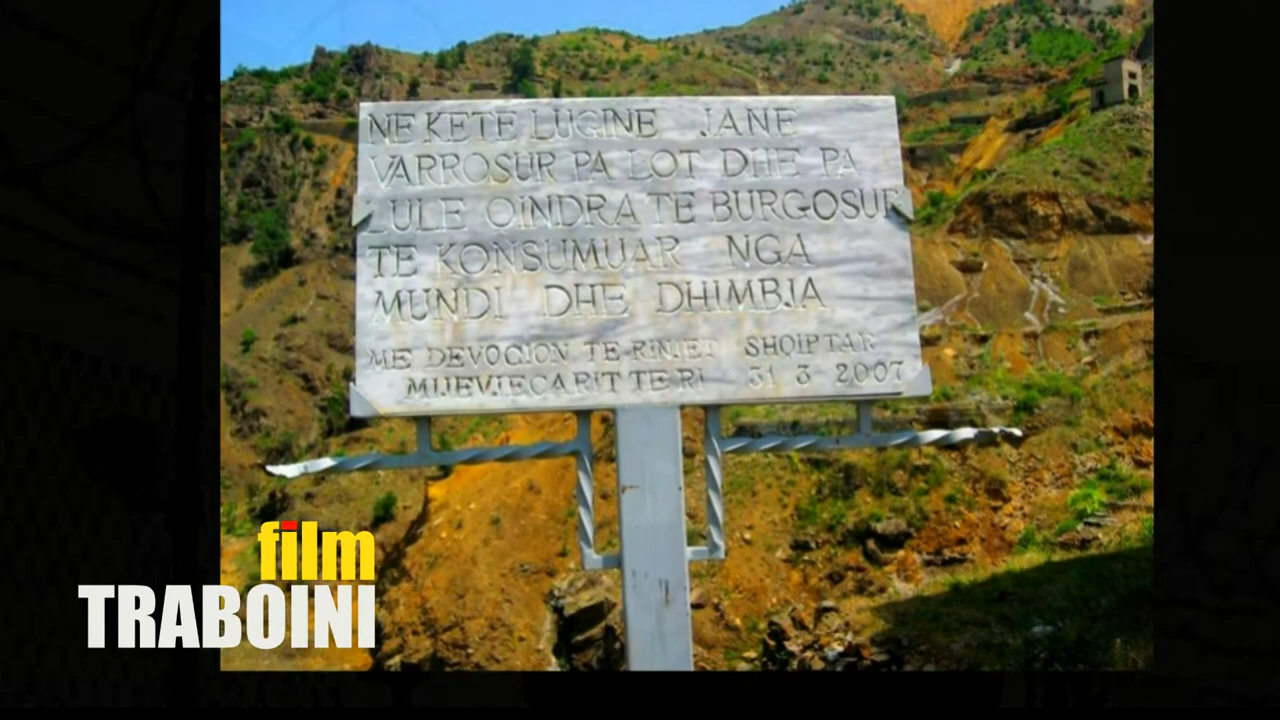 NE KETE LUGINE JANE
VARROSUR PA LOT DHE PA
LULE QINDRA TE BURGOSUR
TE KONSUMUAR NGA
MUNDI DHE DHIMBJA
ME DEVOCION TE RINJET SHQIPTAR
MIJEVJECARIT TE RI 31 3 2007
film
TRABOINI